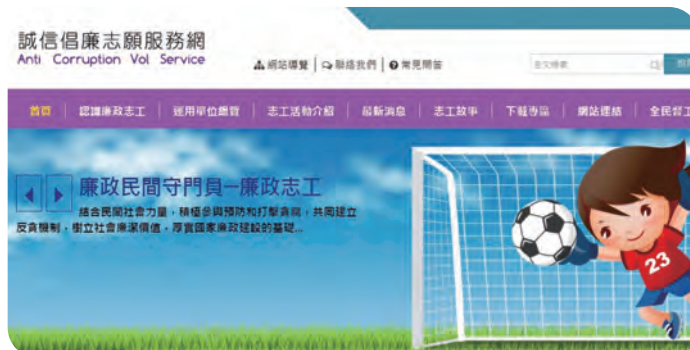 誠信倡廉志願服務網
Anti Corruption Vol Service
網站導覽 | 聯絡我們 | 常見問答
全文檢索
首頁 | 認識廉政志工 | 運用單位總覽 | 志工活動介紹 | 最新消息 | 志工故事 | 下載專區 | 網站連結 | 全民督工
廉政民間守門員–廉政志工
結合民間社會力量，積極參與預防和打擊貪腐，共同建立
反貪機制，樹立社會廉潔價值，厚實國家廉政建設的基礎...
23